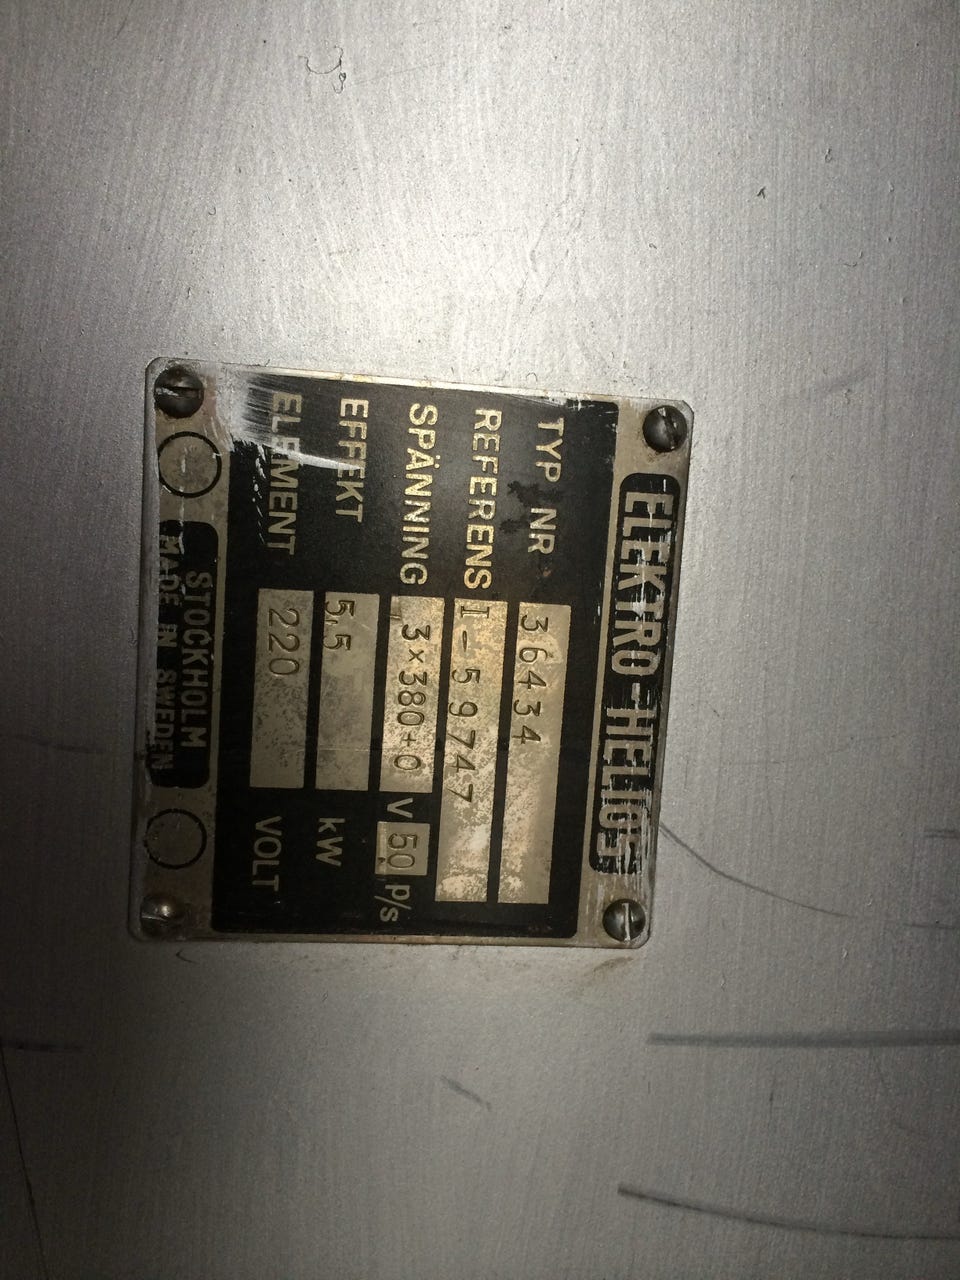 ELEKTRO-HELIOS
TYP NR 36434
REFERENS I-59747
SPÄNNING 3×380+0 V 50 P/s
EFFEKT 5,5 kW
ELEMENT 220 VOLT
STOCKHOLM
MADE IN SWEDEN